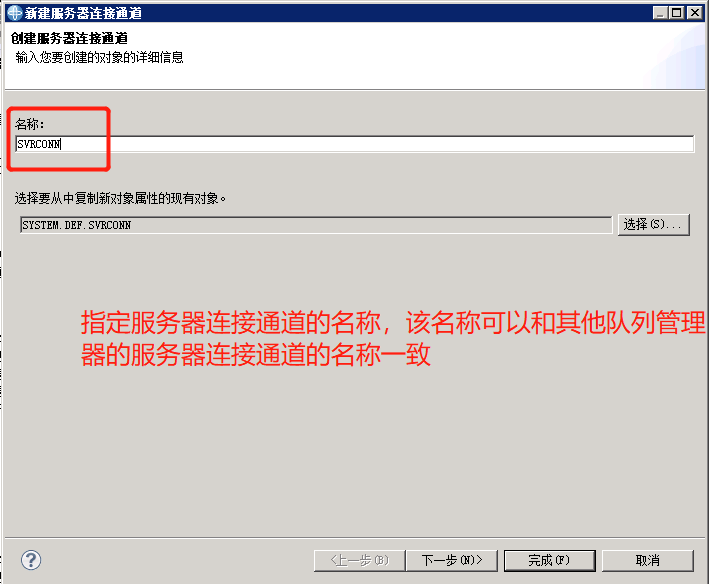 新建服务器连接通道
创建服务器连接通道
输入您要创建的对象的详细信息
名称:
SVRCONN
选择要从中复制新对象属性的现有对象。
SYSTEM.DEF.SVRCONN
选择(S)...
指定服务器连接通道的名称，该名称可以和其他队列管理
器的服务器连接通道的名称一致
?
<上一步(B)
下一步(N)>
完成(F)
取消